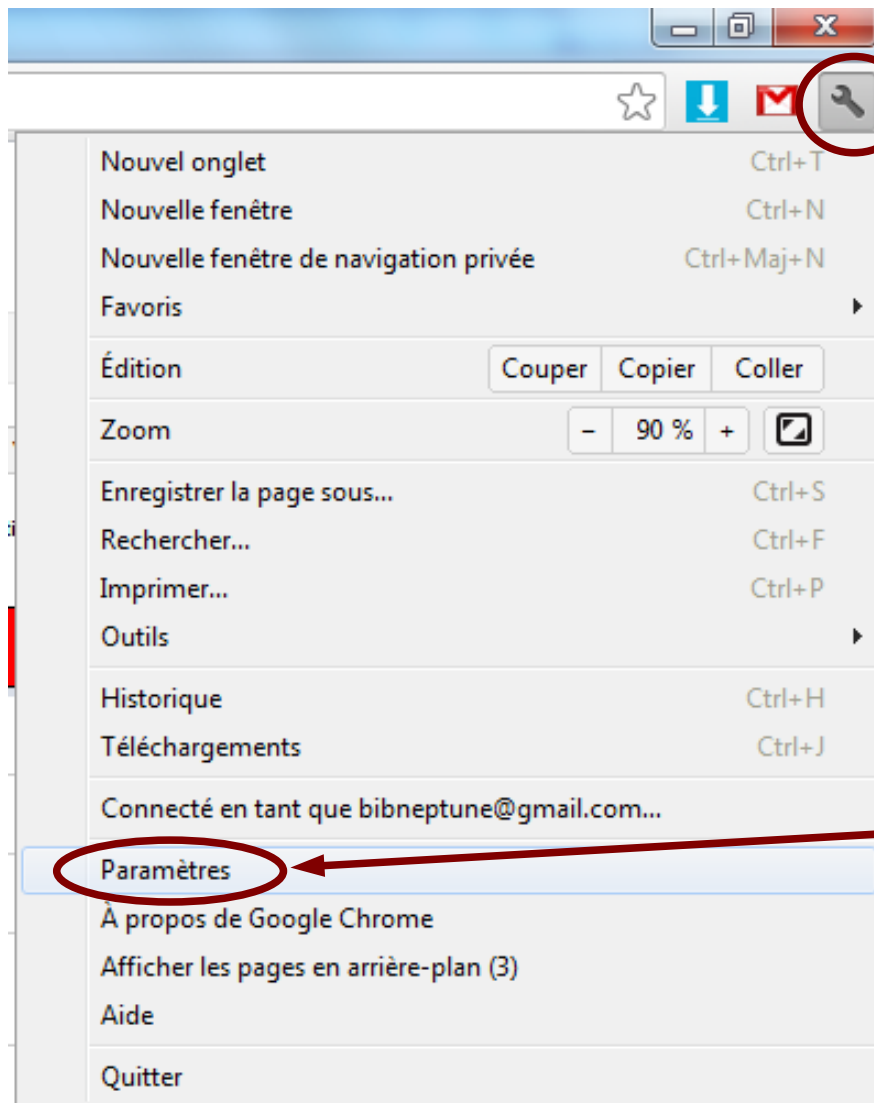 Nouvel onglet Ctrl+T
Nouvelle fenêtre Ctrl+N
Nouvelle fenêtre de navigation privée Ctrl+Maj+N
Favoris
Édition Couper Copier Coller
Zoom - 90 % +
Enregistrer la page sous... Ctrl+S
Rechercher... Ctrl+F
Imprimer... Ctrl+P
Outils
Historique Ctrl+H
Téléchargements Ctrl+J
Connecté en tant que bibneptune@gmail.com...
Paramètres
À propos de Google Chrome
Afficher les pages en arrière-plan (3)
Aide
Quitter